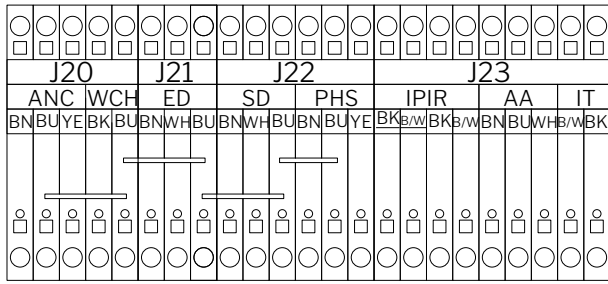 J20 J21 J22 J23
ANC WCH ED SD PHS IPIR AA IT
BN BU YE BK BU BN WH BU BN WH BU BN BU YE BK B/W BK B/W BN BU WH B/W BK